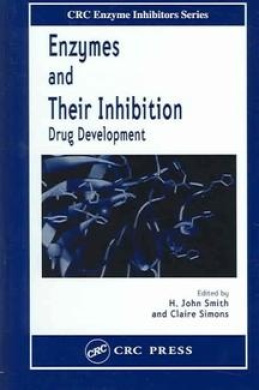 CRC Enzyme Inhibitors Series
Enzymes
and
Their Inhibition
Drug Development
Edited by
H. John Smith
and Claire Simons
CRC
CRC PRESS